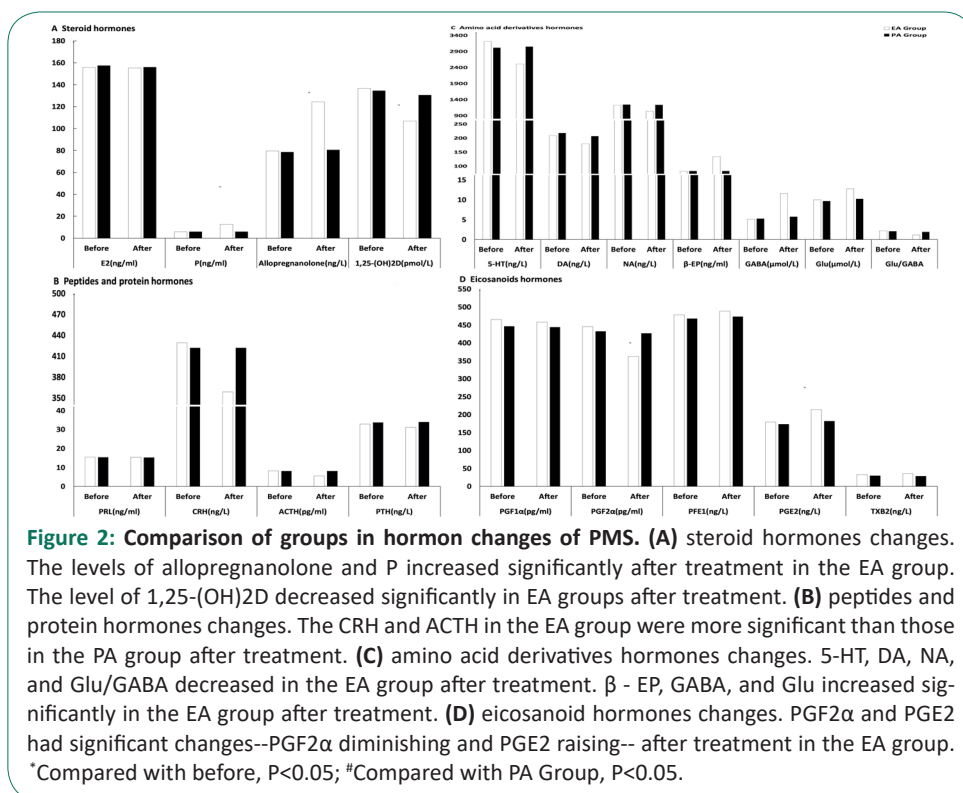 A Steroid hormones
180
160
140
120
100
80
60
40
20
0
Before After Before After Before After Before After
E2(ng/ml) P(ng/ml) Allopregnanolone(ng/L) 1,25-(OH)2D(pmol/L)
C Amino acid derivatives hormones
EA Group
PA Group
3400
2900
2400
1900
1400
900
250
200
150
100
15
10
5
0
Before After Before After Before After Before After Before After Before After Before After
5-HT(ng/L) DA(ng/L) NA(ng/L) β-EP(ng/ml) GABA(μmol/L) Glu(μmol/L) Glu/GABA
B Peptides and protein hormones
500
470
440
410
380
350
40
30
20
10
0
Before After Before After Before After Before After
PRL(ng/ml) CRH(ng/L) ACTH(pg/ml) PTH(ng/L)
D Eicosanoids hormones
550
500
450
400
350
300
250
200
150
100
50
0
Before After Before After Before After Before After Before After
PGF1α(pg/ml) PGF2α(pg/ml) PFE1(ng/L) PGE2(ng/L) TXB2(ng/L)
Figure 2: Comparison of groups in hormon changes of PMS. (A) steroid hormones changes.
The levels of allopregnanolone and P increased significantly after treatment in the EA group.
The level of 1,25-(OH)2D decreased significantly in EA groups after treatment. (B) peptides and
protein hormones changes. The CRH and ACTH in the EA group were more significant than those
in the PA group after treatment. (C) amino acid derivatives hormones changes. 5-HT, DA, NA,
and Glu/GABA decreased in the EA group after treatment. β - EP, GABA, and Glu increased sig-
nificantly in the EA group after treatment. (D) eicosanoid hormones changes. PGF2α and PGE2
had significant changes--PGF2α diminishing and PGE2 raising-- after treatment in the EA group.
*Compared with before, P<0.05; #Compared with PA Group, P<0.05.